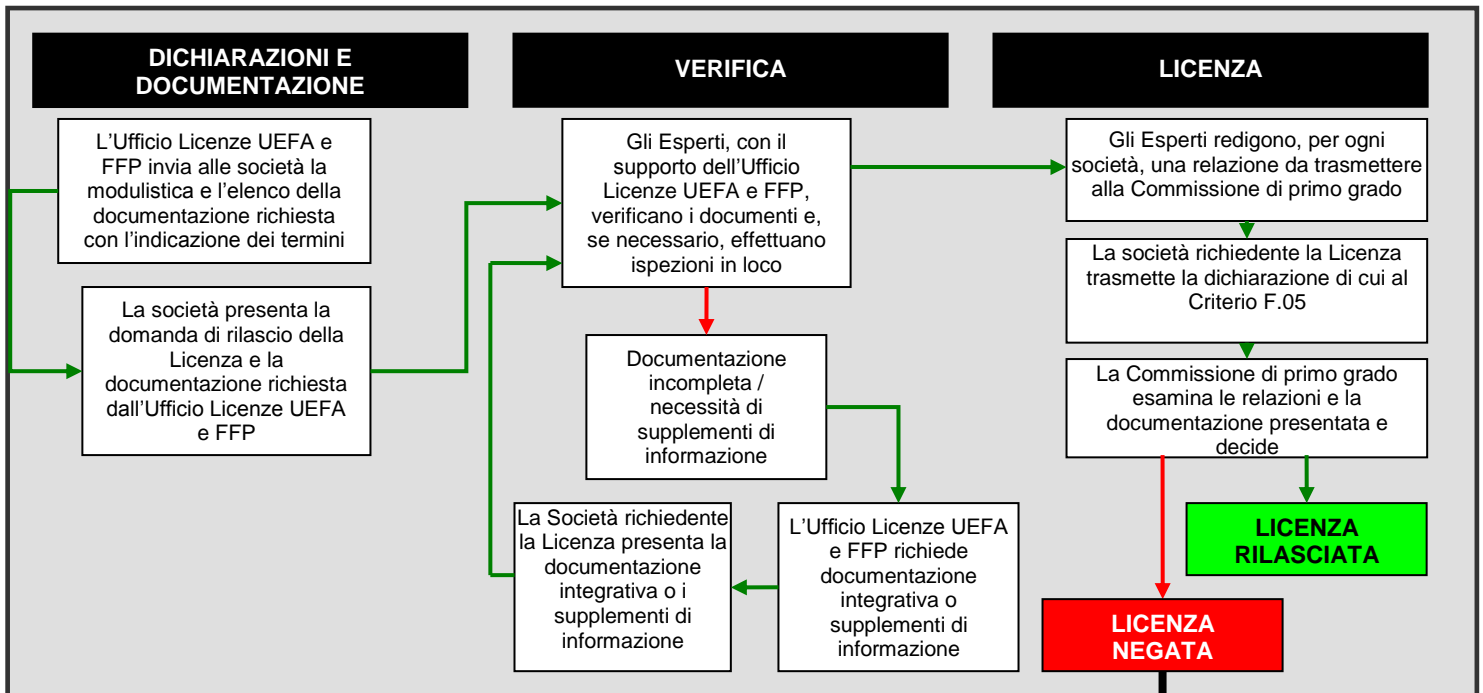 DICHIARAZIONI E
DOCUMENTAZIONE
L'Ufficio Licenze UEFA e
FFP invia alle società la
modulistica e l'elenco della
documentazione richiesta
con l'indicazione dei termini
La società presenta la
domanda di rilascio della
Licenza e la
documentazione richiesta
dall'Ufficio Licenze UEFA
e FFP
VERIFICA
Gli Esperti, con il
supporto dell'Ufficio
Licenze UEFA e FFP,
verificano i documenti e,
se necessario, effettuano
ispezioni in loco
Documentazione
incompleta /
necessità di
supplementi di
informazione
L'Ufficio Licenze UEFA
e FFP richiede
documentazione
integrativa o
supplementi di
informazione
La Società richiedente
la Licenza presenta la
documentazione
integrativa o i
supplementi di
informazione
LICENZA
Gli Esperti redigono, per ogni
società, una relazione da trasmettere
alla Commissione di primo grado
La società richiedente la Licenza
trasmette la dichiarazione di cui al
Criterio F.05
La Commissione di primo grado
esamina le relazioni e la
documentazione presentata e
decide
LICENZA
RILASCIATA
LICENZA
NEGATA